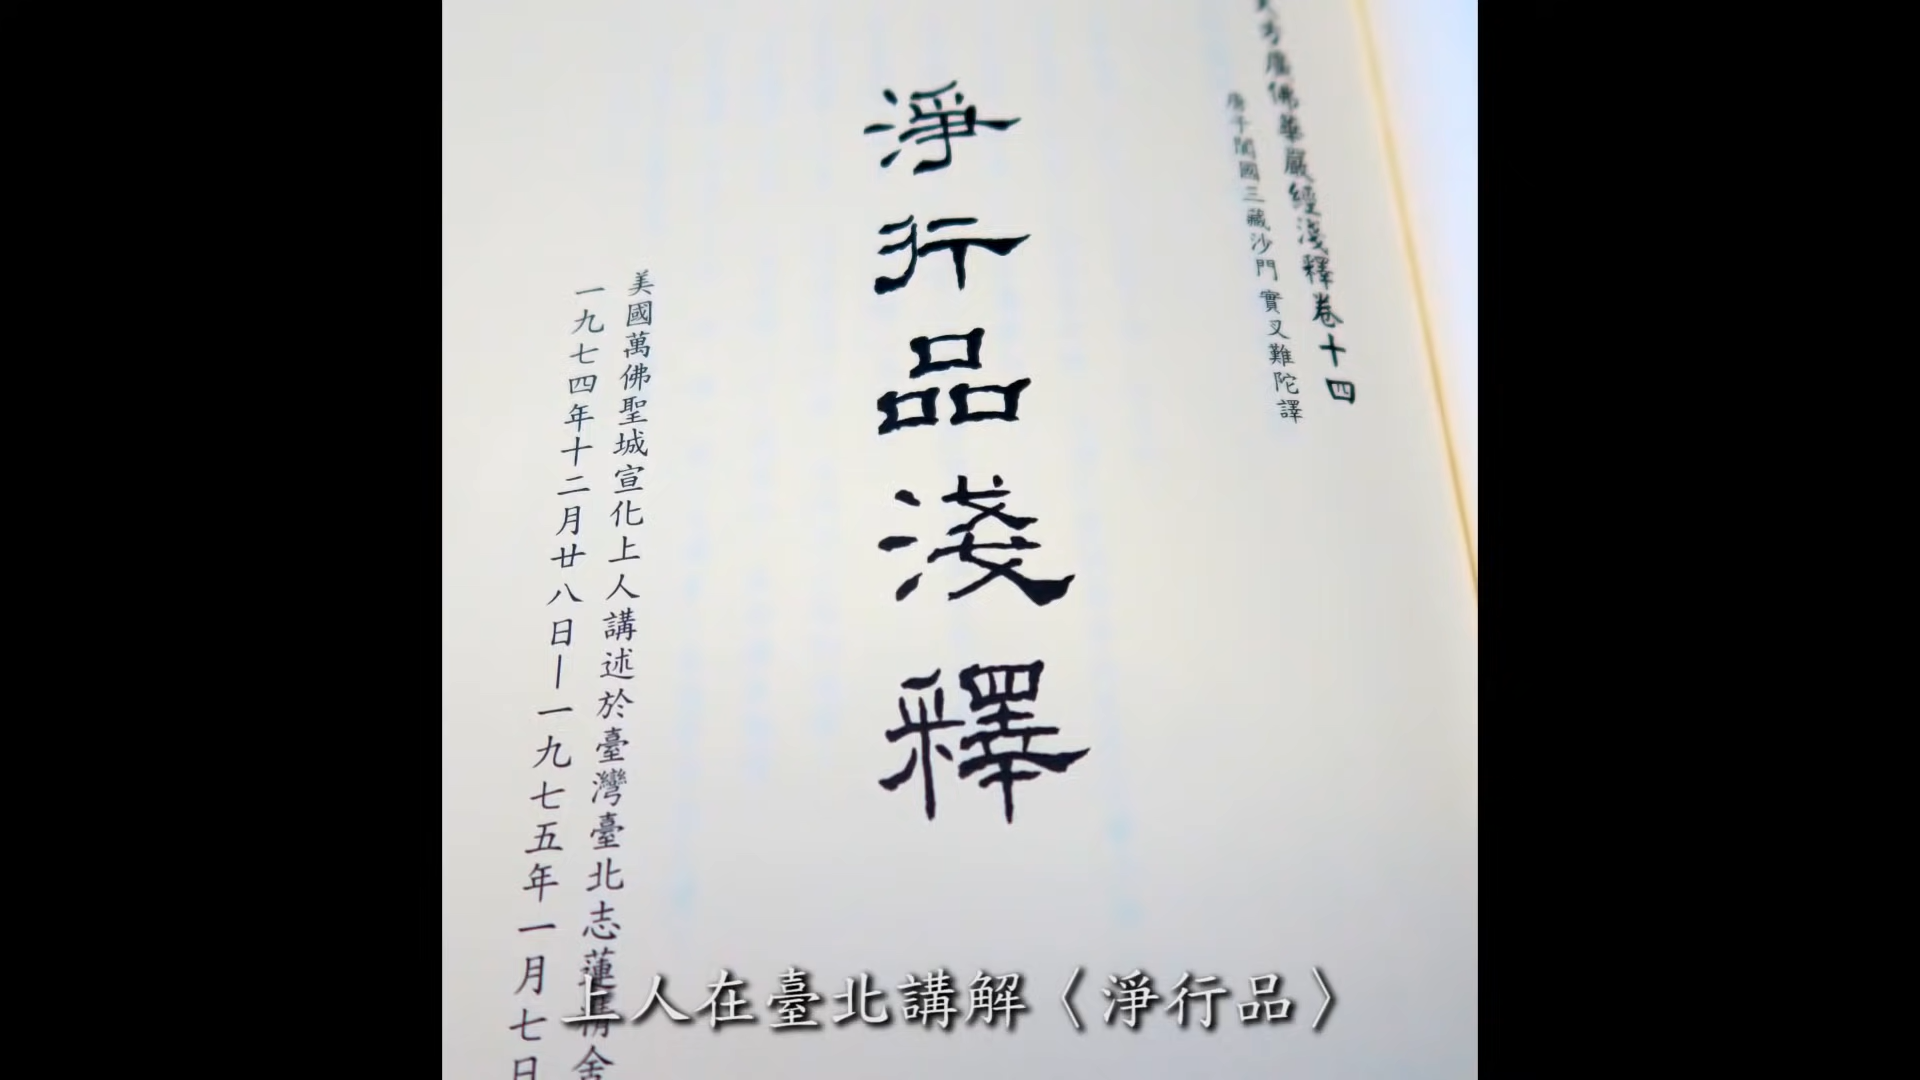 方廣佛華嚴經淺釋卷十四
唐于闐國三藏沙門 實叉難陀譯
淨行品淺釋
美國萬佛聖城宣化上人講述於臺灣臺北志蓮精舍
一九七四年十二月廿八日—一九七五年一月七日
上人在臺北講解〈淨行品〉